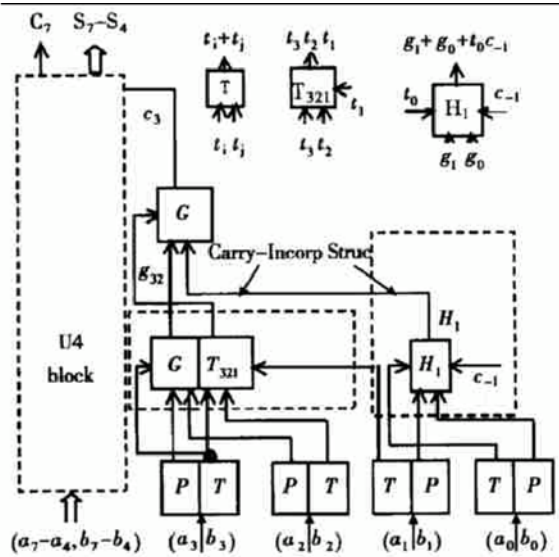 C₇ S₇–S₄
tᵢ+tⱼ t₃ t₂ t₁ g₁+g₀+t₀c₋₁
T T₃₂₁ t₁ t₀ H₁ c₋₁
tᵢ tⱼ t₃ t₂ g₁ g₀
c₃
G
g₃₂ Carry–Incorp Struc
H₁
U4
block
G T₃₂₁ H₁ c₋₁
P T P T T P T P
(a₇–a₄,b₇–b₄) (a₃|b₃) (a₂|b₂) (a₁|b₁) (a₀|b₀)